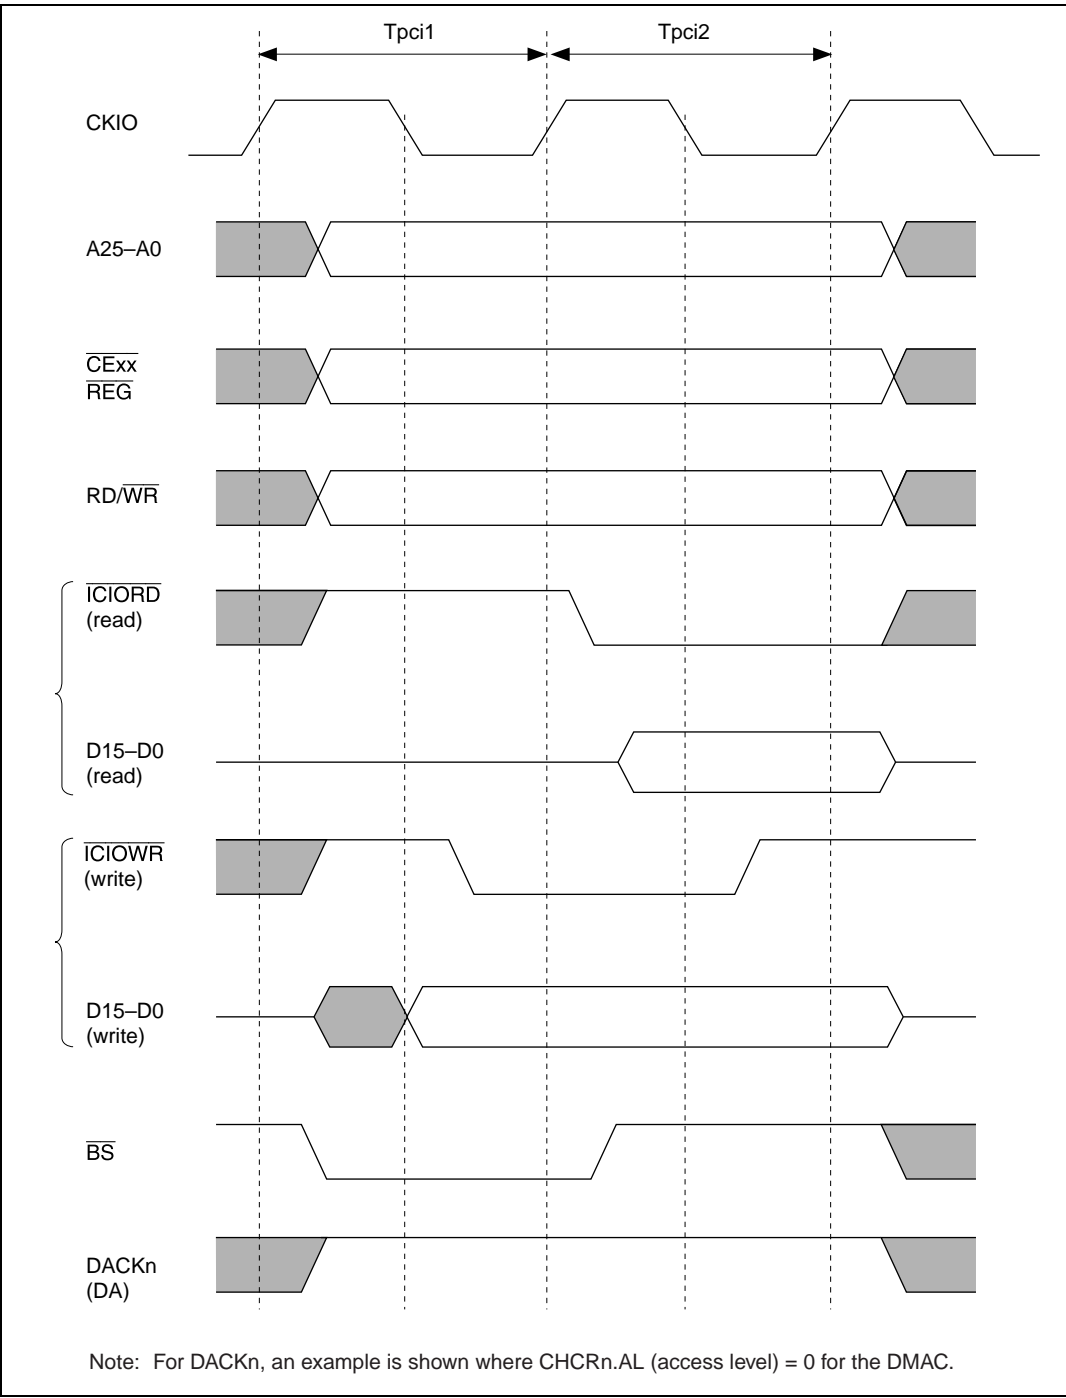 Tpci1 Tpci2
CKIO
A25–A0
CExx
REG
RD/WR
ICIORD
(read)
D15–D0
(read)
ICIOWR
(write)
D15–D0
(write)
BS
DACKn
(DA)
Note: For DACKn, an example is shown where CHCRn.AL (access level) = 0 for the DMAC.